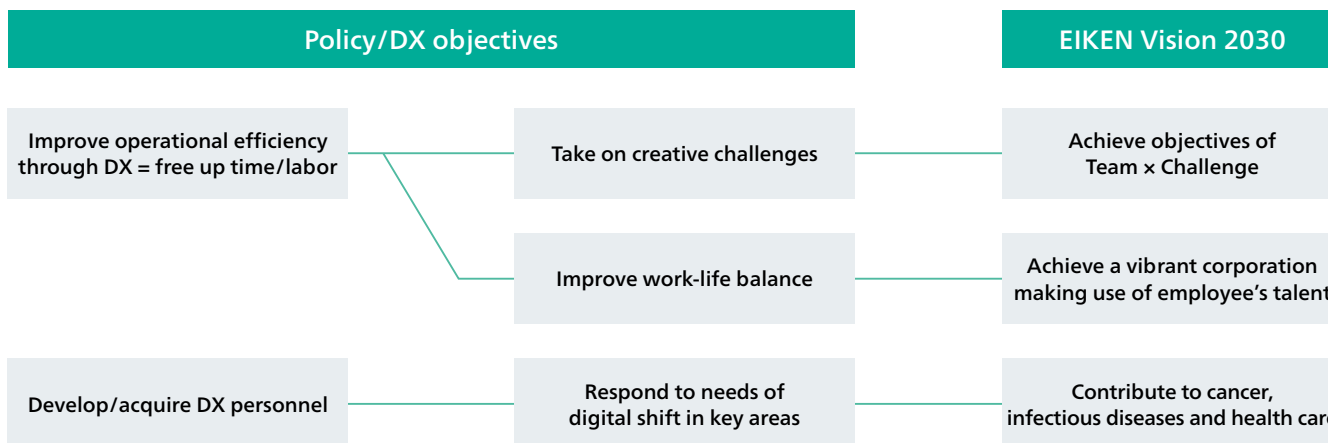 Policy/DX objectives
EIKEN Vision 2030
Improve operational efficiency
through DX = free up time/labor
Take on creative challenges
Achieve objectives of
Team × Challenge
Improve work-life balance
Achieve a vibrant corporation
making use of employee's talent
Develop/acquire DX personnel
Respond to needs of
digital shift in key areas
Contribute to cancer,
infectious diseases and health care